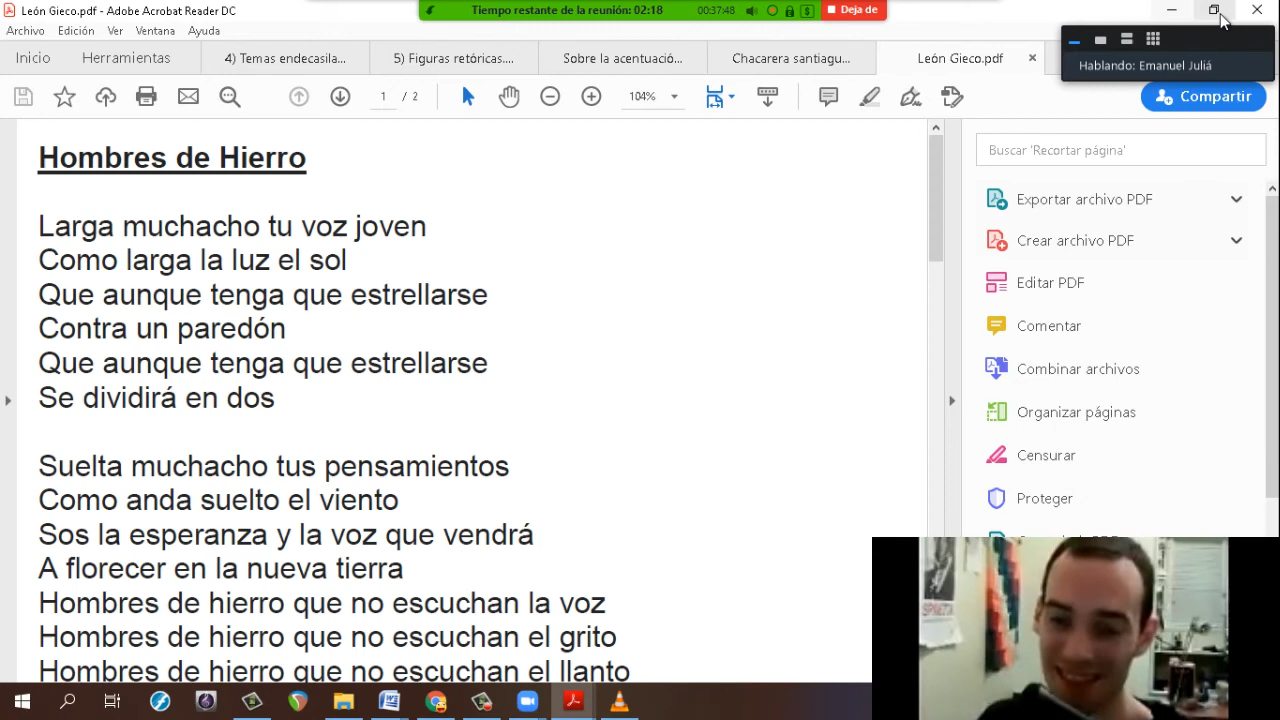 León Gieco.pdf - Adobe Acrobat Reader DC
Tiempo restante de la reunión: 02:18
00:37:48
Deja de
Archivo Edición Ver Ventana Ayuda
Hablando: Emanuel Juliá
Inicio
Herramientas
4) Temas endecasila...
5) Figuras retóricas....
Sobre la acentuació...
Chacarera santiagu...
León Gieco.pdf
1 / 2
104%
Compartir
Hombres de Hierro
Larga muchacho tu voz joven
Como larga la luz el sol
Que aunque tenga que estrellarse
Contra un paredón
Que aunque tenga que estrellarse
Se dividirá en dos
Suelta muchacho tus pensamientos
Como anda suelto el viento
Sos la esperanza y la voz que vendrá
A florecer en la nueva tierra
Hombres de hierro que no escuchan la voz
Hombres de hierro que no escuchan el grito
Hombres de hierro que no escuchan el llanto
Buscar 'Recortar página'
Exportar archivo PDF
Crear archivo PDF
Editar PDF
Comentar
Combinar archivos
Organizar páginas
Censurar
Proteger